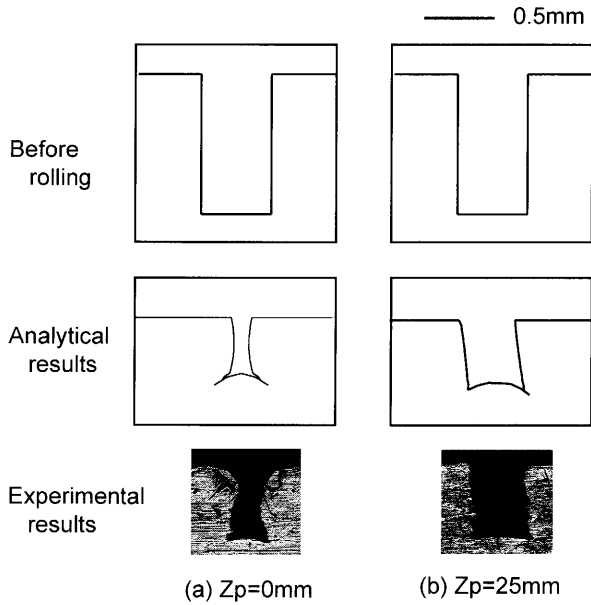 0.5mm
Before
rolling
Analytical
results
Experimental
results
(a) Zp=0mm
(b) Zp=25mm